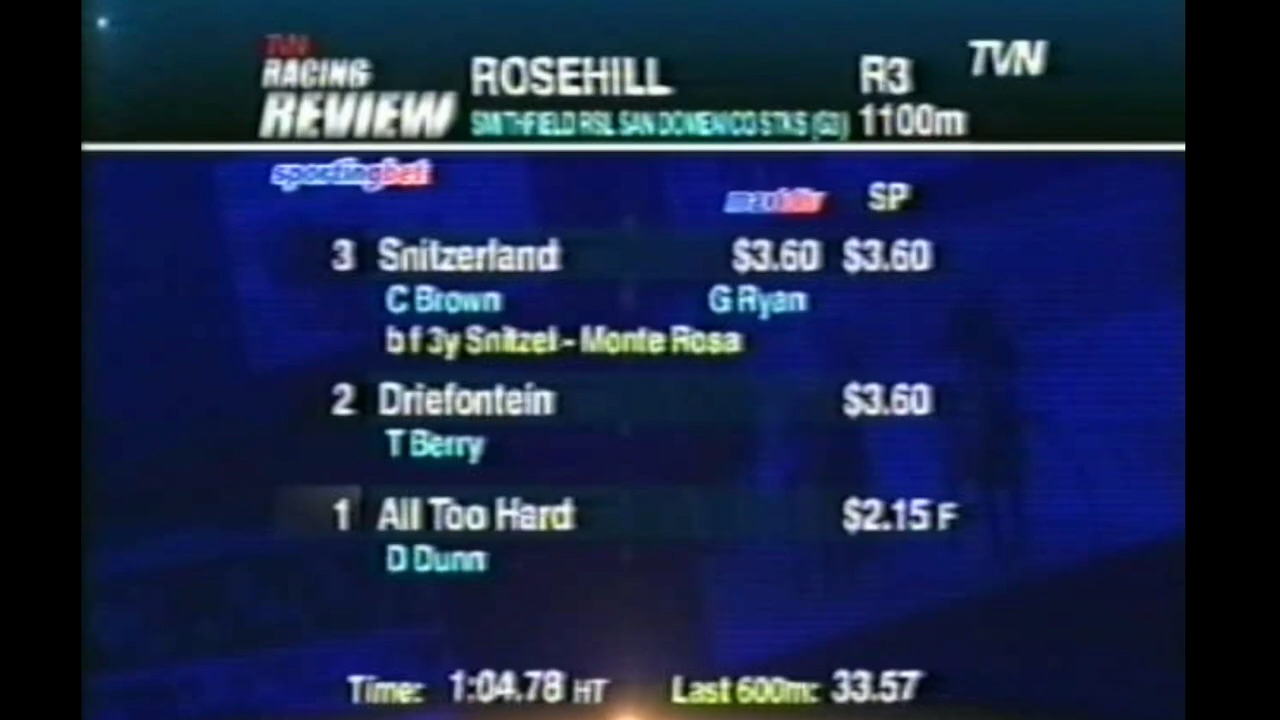 TVN
RACING
REVIEW
ROSEHILL R3
SMITHFIELD RSL SAN DOMENICO STKS (G3) 1100m
TVN
sportingbet
maxidiv SP
3 Snitzerland $3.60 $3.60
C Brown G Ryan
b f 3y Snitzel - Monte Rosa
2 Driefontein $3.60
T Berry
1 All Too Hard $2.15 F
D Dunn
Time: 1:04.78 HT Last 600m: 33.57